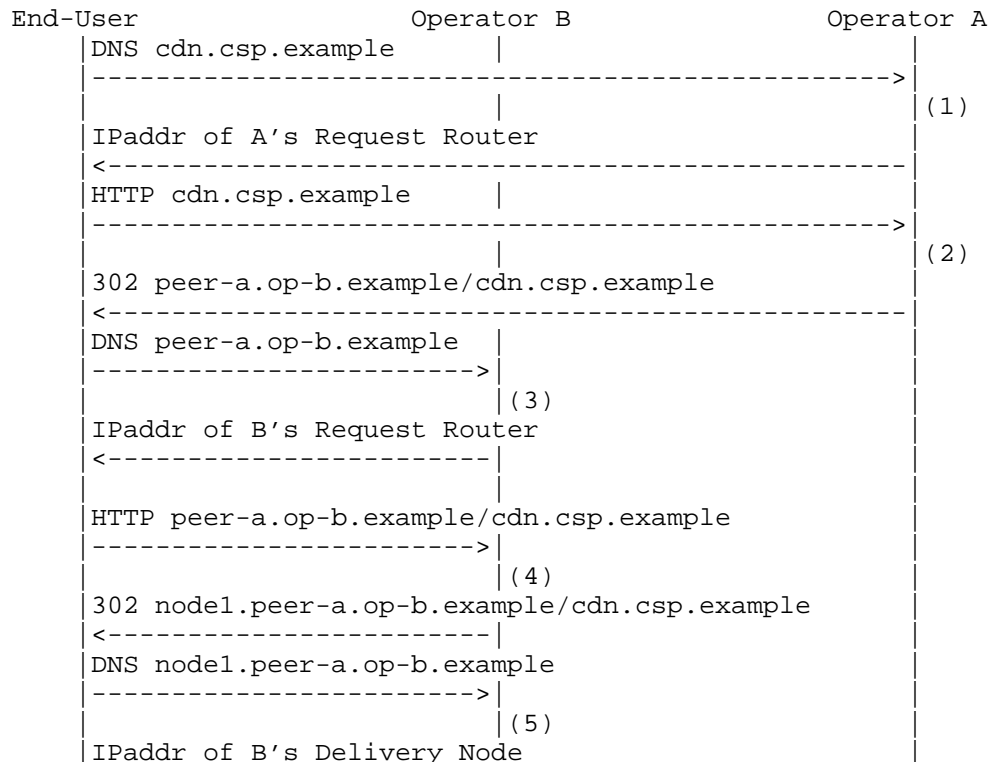 End-User Operator B Operator A
DNS cdn.csp.example
(1)
IPaddr of A's Request Router
HTTP cdn.csp.example
(2)
302 peer-a.op-b.example/cdn.csp.example
DNS peer-a.op-b.example
(3)
IPaddr of B's Request Router
HTTP peer-a.op-b.example/cdn.csp.example
(4)
302 node1.peer-a.op-b.example/cdn.csp.example
DNS node1.peer-a.op-b.example
(5)
IPaddr of B's Delivery Node